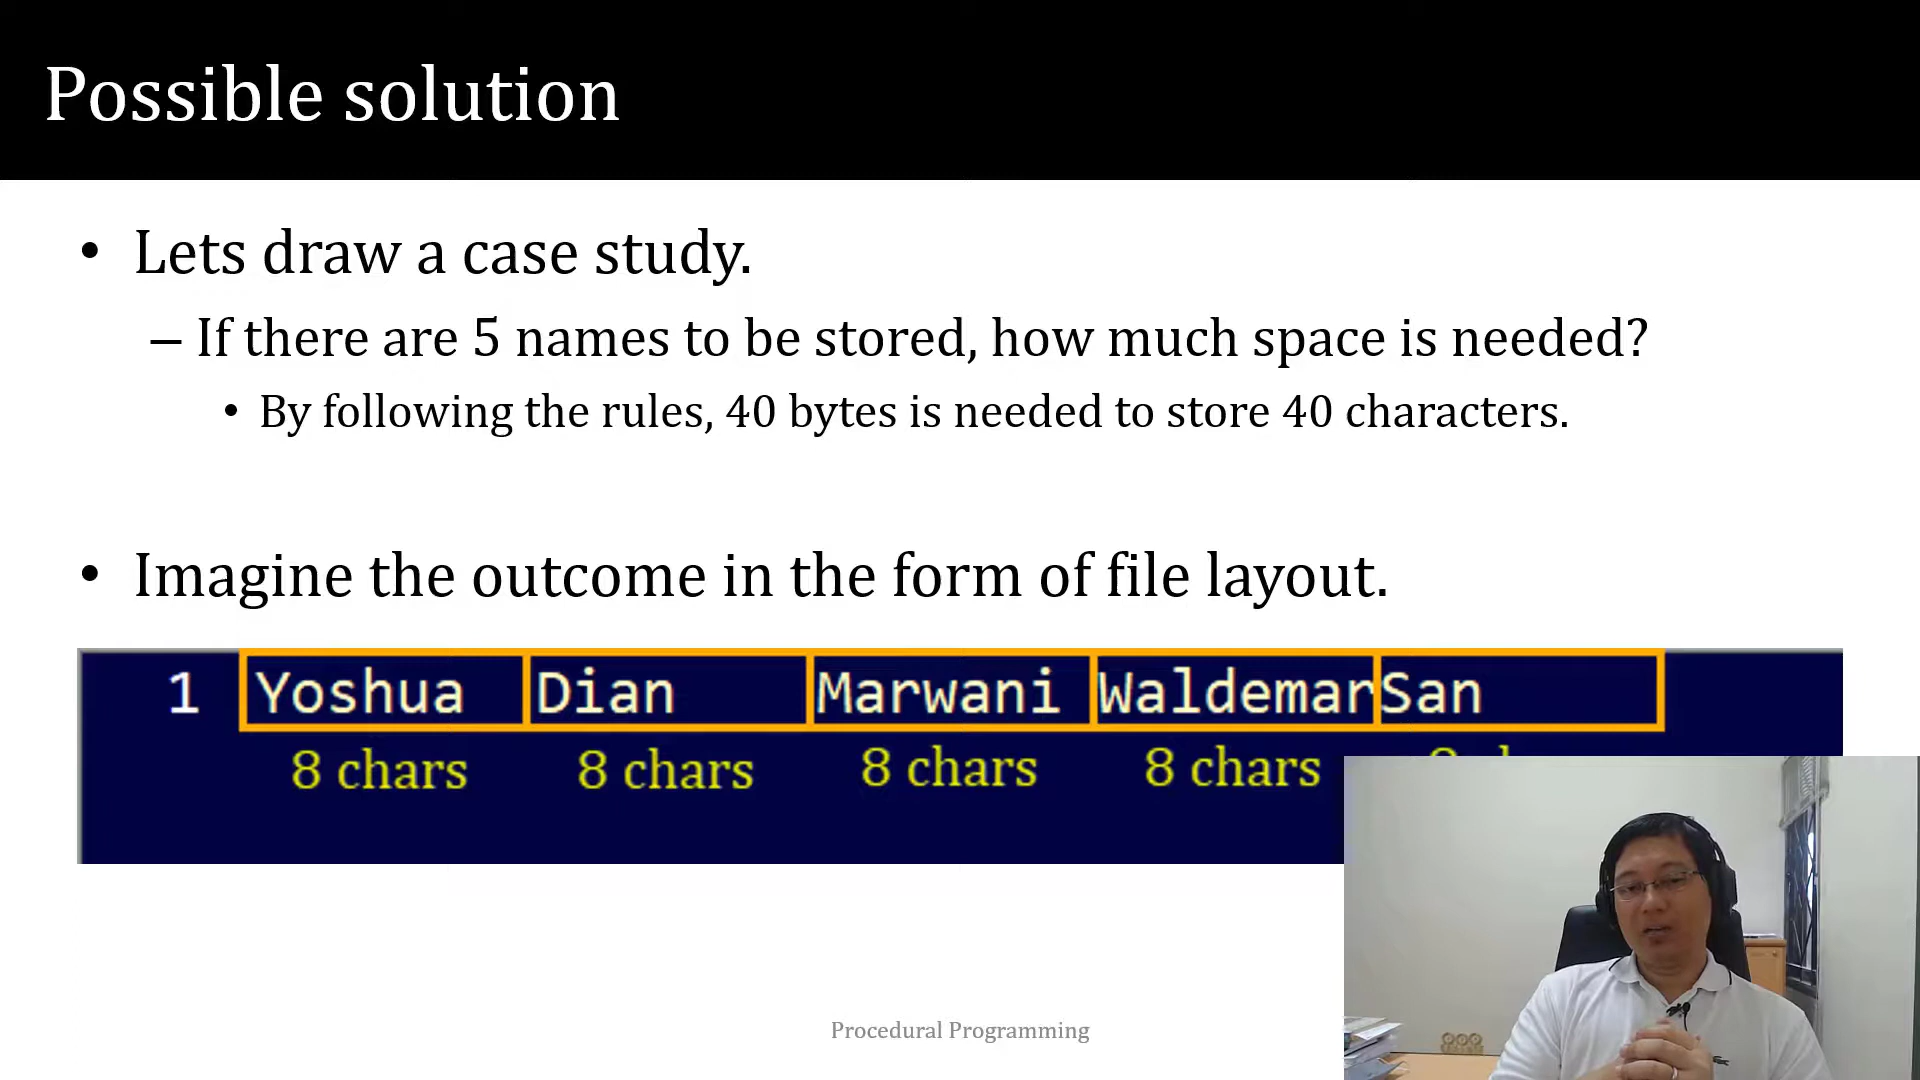 Possible solution
• Lets draw a case study.
– If there are 5 names to be stored, how much space is needed?
• By following the rules, 40 bytes is needed to store 40 characters.
• Imagine the outcome in the form of file layout.
1 Yoshua Dian Marwani Waldemar San
8 chars 8 chars 8 chars 8 chars
Procedural Programming